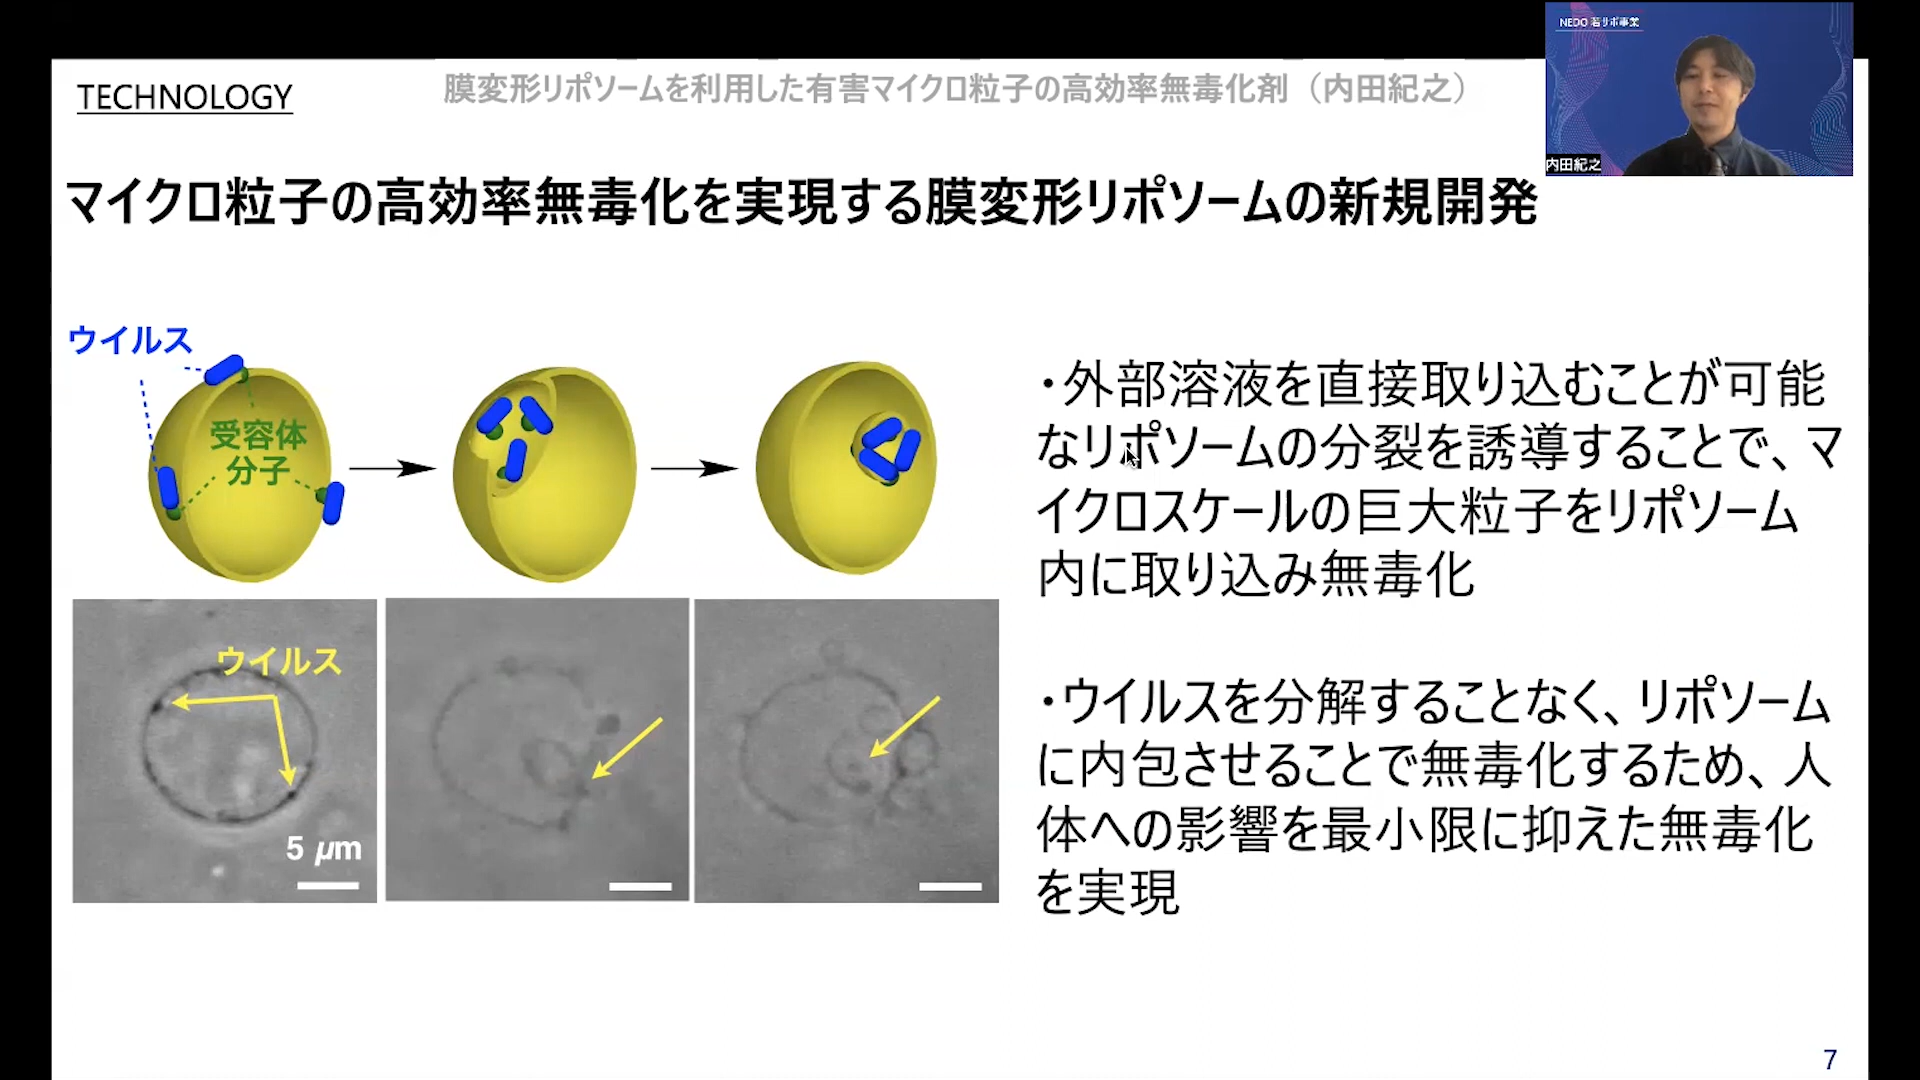 NEDO 若サポ事業
内田紀之
TECHNOLOGY
膜変形リポソームを利用した有害マイクロ粒子の高効率無毒化剤（内田紀之）
マイクロ粒子の高効率無毒化を実現する膜変形リポソームの新規開発
ウイルス
受容体
分子
ウイルス
5 μm
・外部溶液を直接取り込むことが可能
なリポソームの分裂を誘導することで、マ
イクロスケールの巨大粒子をリポソーム
内に取り込み無毒化
・ウイルスを分解することなく、リポソーム
に内包させることで無毒化するため、人
体への影響を最小限に抑えた無毒化
を実現
7